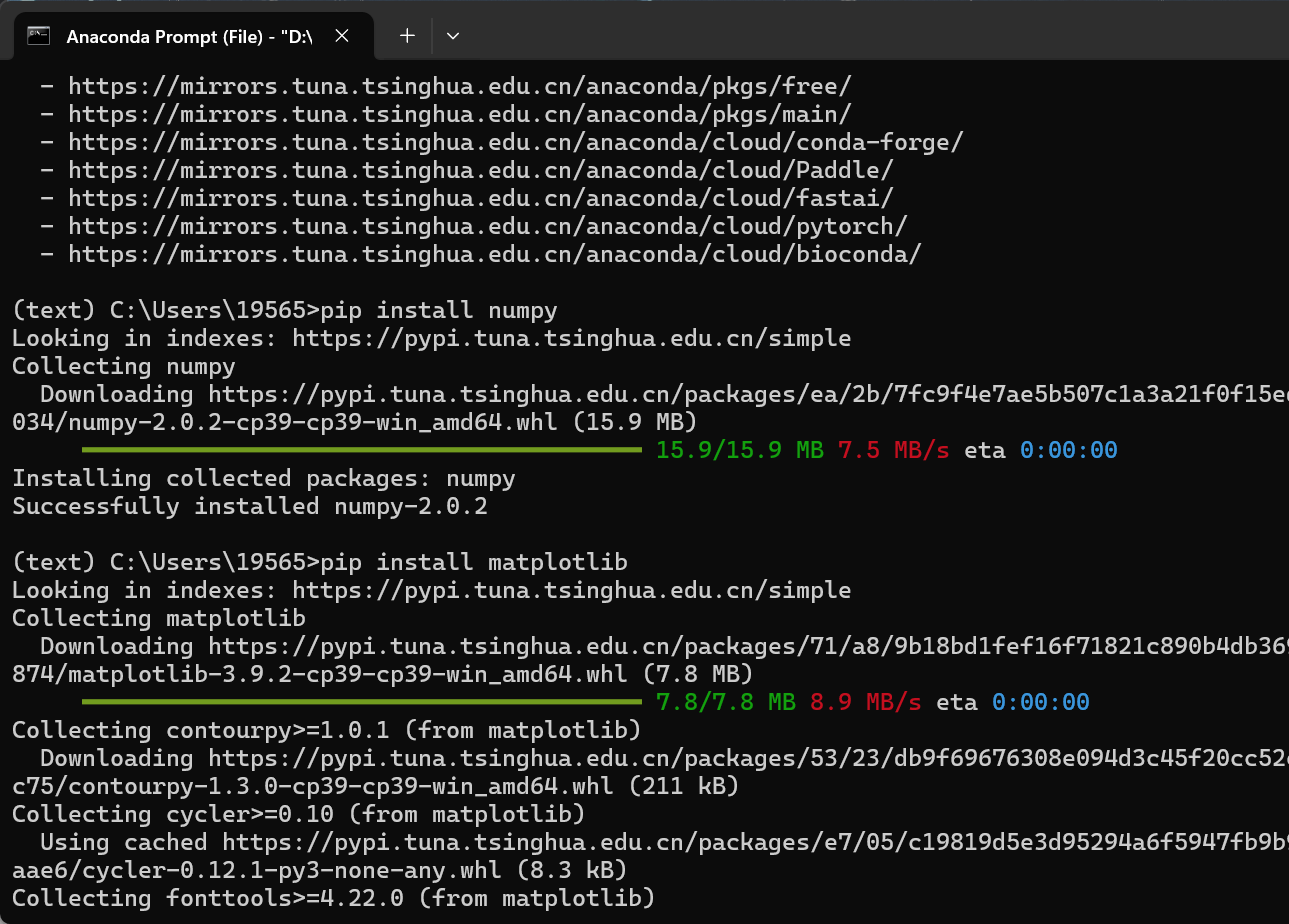 Anaconda Prompt (File) - "D:\
- https://mirrors.tuna.tsinghua.edu.cn/anaconda/pkgs/free/
- https://mirrors.tuna.tsinghua.edu.cn/anaconda/pkgs/main/
- https://mirrors.tuna.tsinghua.edu.cn/anaconda/cloud/conda-forge/
- https://mirrors.tuna.tsinghua.edu.cn/anaconda/cloud/Paddle/
- https://mirrors.tuna.tsinghua.edu.cn/anaconda/cloud/fastai/
- https://mirrors.tuna.tsinghua.edu.cn/anaconda/cloud/pytorch/
- https://mirrors.tuna.tsinghua.edu.cn/anaconda/cloud/bioconda/
(text) C:\Users\19565>pip install numpy
Looking in indexes: https://pypi.tuna.tsinghua.edu.cn/simple
Collecting numpy
Downloading https://pypi.tuna.tsinghua.edu.cn/packages/ea/2b/7fc9f4e7ae5b507c1a3a21f0f15e
034/numpy-2.0.2-cp39-cp39-win_amd64.whl (15.9 MB)
15.9/15.9 MB 7.5 MB/s eta 0:00:00
Installing collected packages: numpy
Successfully installed numpy-2.0.2
(text) C:\Users\19565>pip install matplotlib
Looking in indexes: https://pypi.tuna.tsinghua.edu.cn/simple
Collecting matplotlib
Downloading https://pypi.tuna.tsinghua.edu.cn/packages/71/a8/9b18bd1fef16f71821c890b4db36
874/matplotlib-3.9.2-cp39-cp39-win_amd64.whl (7.8 MB)
7.8/7.8 MB 8.9 MB/s eta 0:00:00
Collecting contourpy>=1.0.1 (from matplotlib)
Downloading https://pypi.tuna.tsinghua.edu.cn/packages/53/23/db9f69676308e094d3c45f20cc52
c75/contourpy-1.3.0-cp39-cp39-win_amd64.whl (211 kB)
Collecting cycler>=0.10 (from matplotlib)
Using cached https://pypi.tuna.tsinghua.edu.cn/packages/e7/05/c19819d5e3d95294a6f5947fb9b
aae6/cycler-0.12.1-py3-none-any.whl (8.3 kB)
Collecting fonttools>=4.22.0 (from matplotlib)